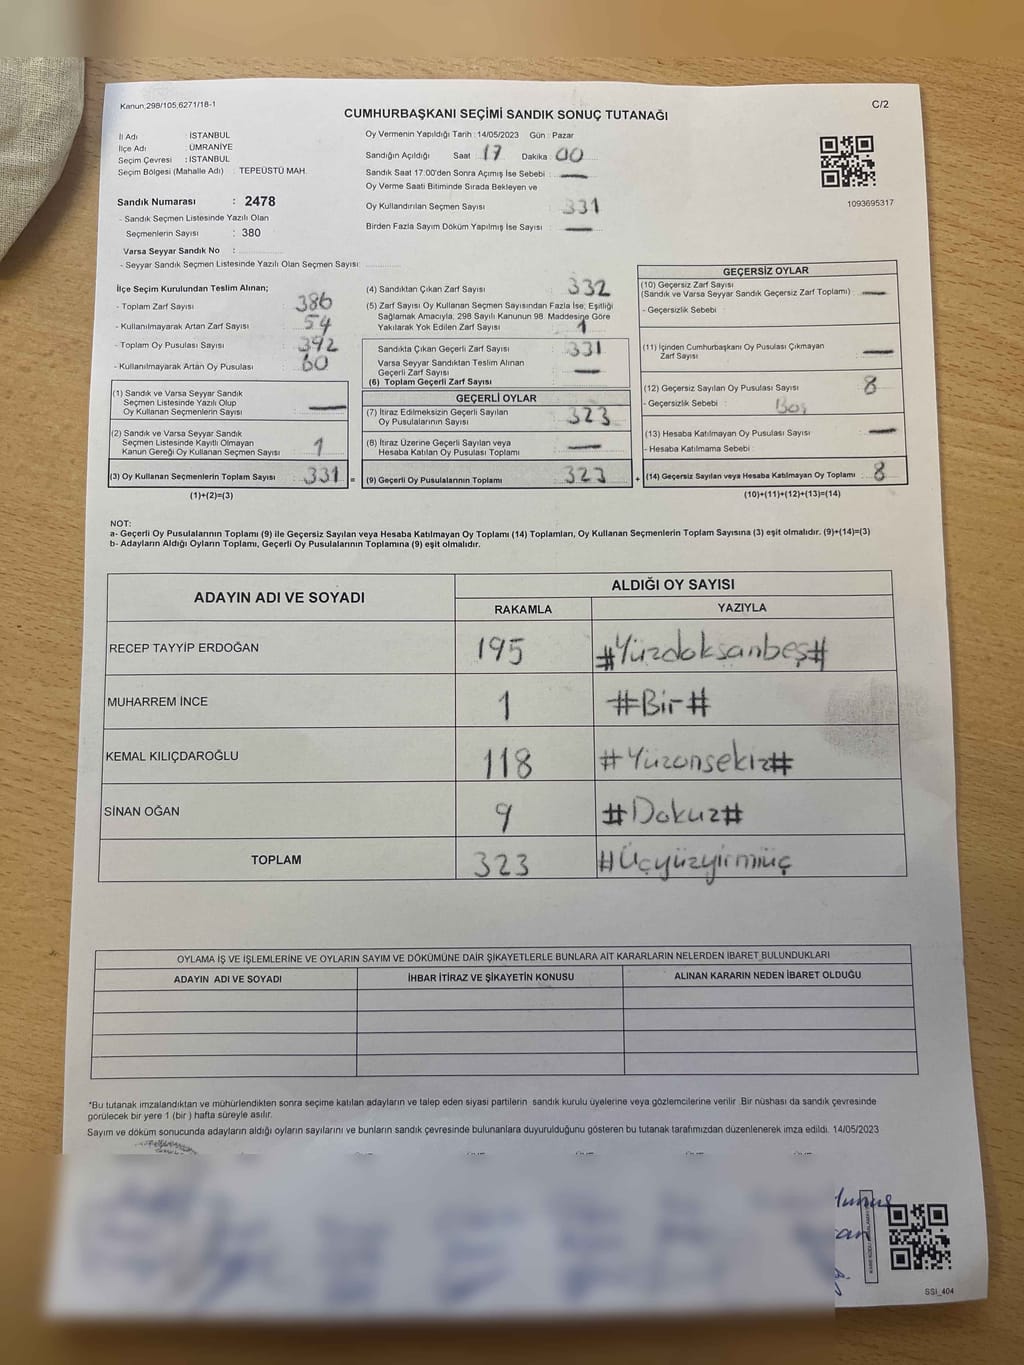 Kanun,298/105,6271/18-1
C/2
CUMHURBAŞKANI SEÇİMİ SANDIK SONUÇ TUTANAĞI
İl Adı : İSTANBUL
İlçe Adı : ÜMRANİYE
Seçim Çevresi : İSTANBUL
Seçim Bölgesi (Mahalle Adı) : TEPEÜSTÜ MAH.
Sandık Numarası : 2478
- Sandık Seçmen Listesinde Yazılı Olan
Seçmenlerin Sayısı : 380
Varsa Seyyar Sandık No :
- Seyyar Sandık Seçmen Listesinde Yazılı Olan Seçmen Sayısı:
Oy Vermenin Yapıldığı Tarih : 14/05/2023 Gün : Pazar
Sandığın Açıldığı Saat 17 Dakika 00
Sandık Saat 17:00'den Sonra Açımış İse Sebebi : —
Oy Verme Saati Bitiminde Sırada Bekleyen ve
Oy Kullandırılan Seçmen Sayısı 331
Birden Fazla Sayım Döküm Yapılmış İse Sayısı : —
1093695317
İlçe Seçim Kurulundan Teslim Alınan;
- Toplam Zarf Sayısı : 386
- Kullanılmayarak Artan Zarf Sayısı : 54
- Toplam Oy Pusulası Sayısı : 392
- Kullanılmayarak Artan Oy Pusulası : 60
(1) Sandık ve Varsa Seyyar Sandık
Seçmen Listesinde Yazılı Olup
Oy Kullanan Seçmenlerin Sayısı : —
(2) Sandık ve Varsa Seyyar Sandık
Seçmen Listesinde Kayıtlı Olmayan
Kanun Gereği Oy Kullanan Seçmen Sayısı : 1
(3) Oy Kullanan Seçmenlerin Toplam Sayısı : 331 =
(1)+(2)=(3)
(4) Sandıktan Çıkan Zarf Sayısı : 332
(5) Zarf Sayısı Oy Kullanan Seçmen Sayısından Fazla İse; Eşitliği
Sağlamak Amacıyla, 298 Sayılı Kanunun 98. Maddesine Göre
Yakılarak Yok Edilen Zarf Sayısı : 1
Sandıkta Çıkan Geçerli Zarf Sayısı : 331
Varsa Seyyar Sandıktan Teslim Alınan
Geçerli Zarf Sayısı : —
(6) Toplam Geçerli Zarf Sayısı
GEÇERLİ OYLAR
(7) İtiraz Edilmeksizin Geçerli Sayılan
Oy Pusulalarının Sayısı : 323
(8) İtiraz Üzerine Geçerli Sayılan veya
Hesaba Katılan Oy Pusulası Toplamı : —
(9) Geçerli Oy Pusulalarının Toplamı : 323 +
GEÇERSİZ OYLAR
(10) Geçersiz Zarf Sayısı
(Sandık ve Varsa Seyyar Sandık Geçersiz Zarf Toplamı) : —
- Geçersizlik Sebebi :
(11) İçinden Cumhurbaşkanı Oy Pusulası Çıkmayan
Zarf Sayısı : —
(12) Geçersiz Sayılan Oy Pusulası Sayısı : 8
- Geçersizlik Sebebi : Boş
(13) Hesaba Katılmayan Oy Pusulası Sayısı : —
- Hesaba Katılmama Sebebi :
(14) Geçersiz Sayılan veya Hesaba Katılmayan Oy Toplamı : 8
(10)+(11)+(12)+(13)=(14)
NOT:
a- Geçerli Oy Pusulalarının Toplamı (9) ile Geçersiz Sayılan veya Hesaba Katılmayan Oy Toplamı (14) Toplamları, Oy Kullanan Seçmenlerin Toplam Sayısına (3) eşit olmalıdır. (9)+(14)=(3)
b- Adayların Aldığı Oyların Toplamı, Geçerli Oy Pusulalarının Toplamına (9) eşit olmalıdır.
ADAYIN ADI VE SOYADI ALDIĞI OY SAYISI
RAKAMLA YAZIYLA
RECEP TAYYİP ERDOĞAN 195 #Yüzdoksanbeş#
MUHARREM İNCE 1 #Bir#
KEMAL KILIÇDAROĞLU 118 #Yüzonsekiz#
SİNAN OĞAN 9 #Dokuz#
TOPLAM 323 #Üçyüzyirmiüç
OYLAMA İŞ VE İŞLEMLERİNE VE OYLARIN SAYIM VE DÖKÜMÜNE DAİR ŞİKAYETLERLE BUNLARA AİT KARARLARIN NELERDEN İBARET BULUNDUKLARI
ADAYIN ADI VE SOYADI İHBAR İTİRAZ VE ŞİKAYETİN KONUSU ALINAN KARARIN NEDEN İBARET OLDUĞU
*Bu tutanak imzalandıktan ve mühürlendikten sonra seçime katılan adayların ve talep eden siyasi partilerin sandık kurulu üyelerine veya gözlemcilerine verilir. Bir nüshası da sandık çevresinde
görülecek bir yere 1 (bir) hafta süreyle asılır.
Sayım ve döküm sonucunda adayların aldığı oyların sayılarını ve bunların sandık çevresinde bulunanlara duyurulduğunu gösteren bu tutanak tarafımızdan düzenlenerek imza edildi. 14/05/2023
SSI_404